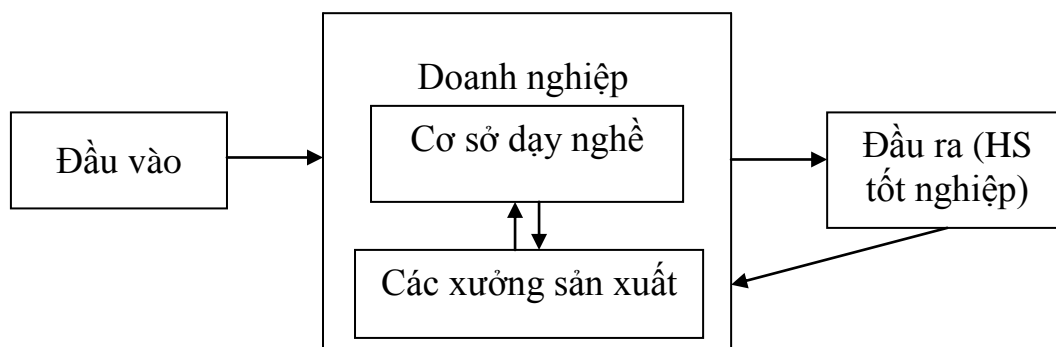 Doanh nghiệp
Cơ sở dạy nghề
Đầu vào
Đầu ra (HS
tốt nghiệp)
Các xưởng sản xuất